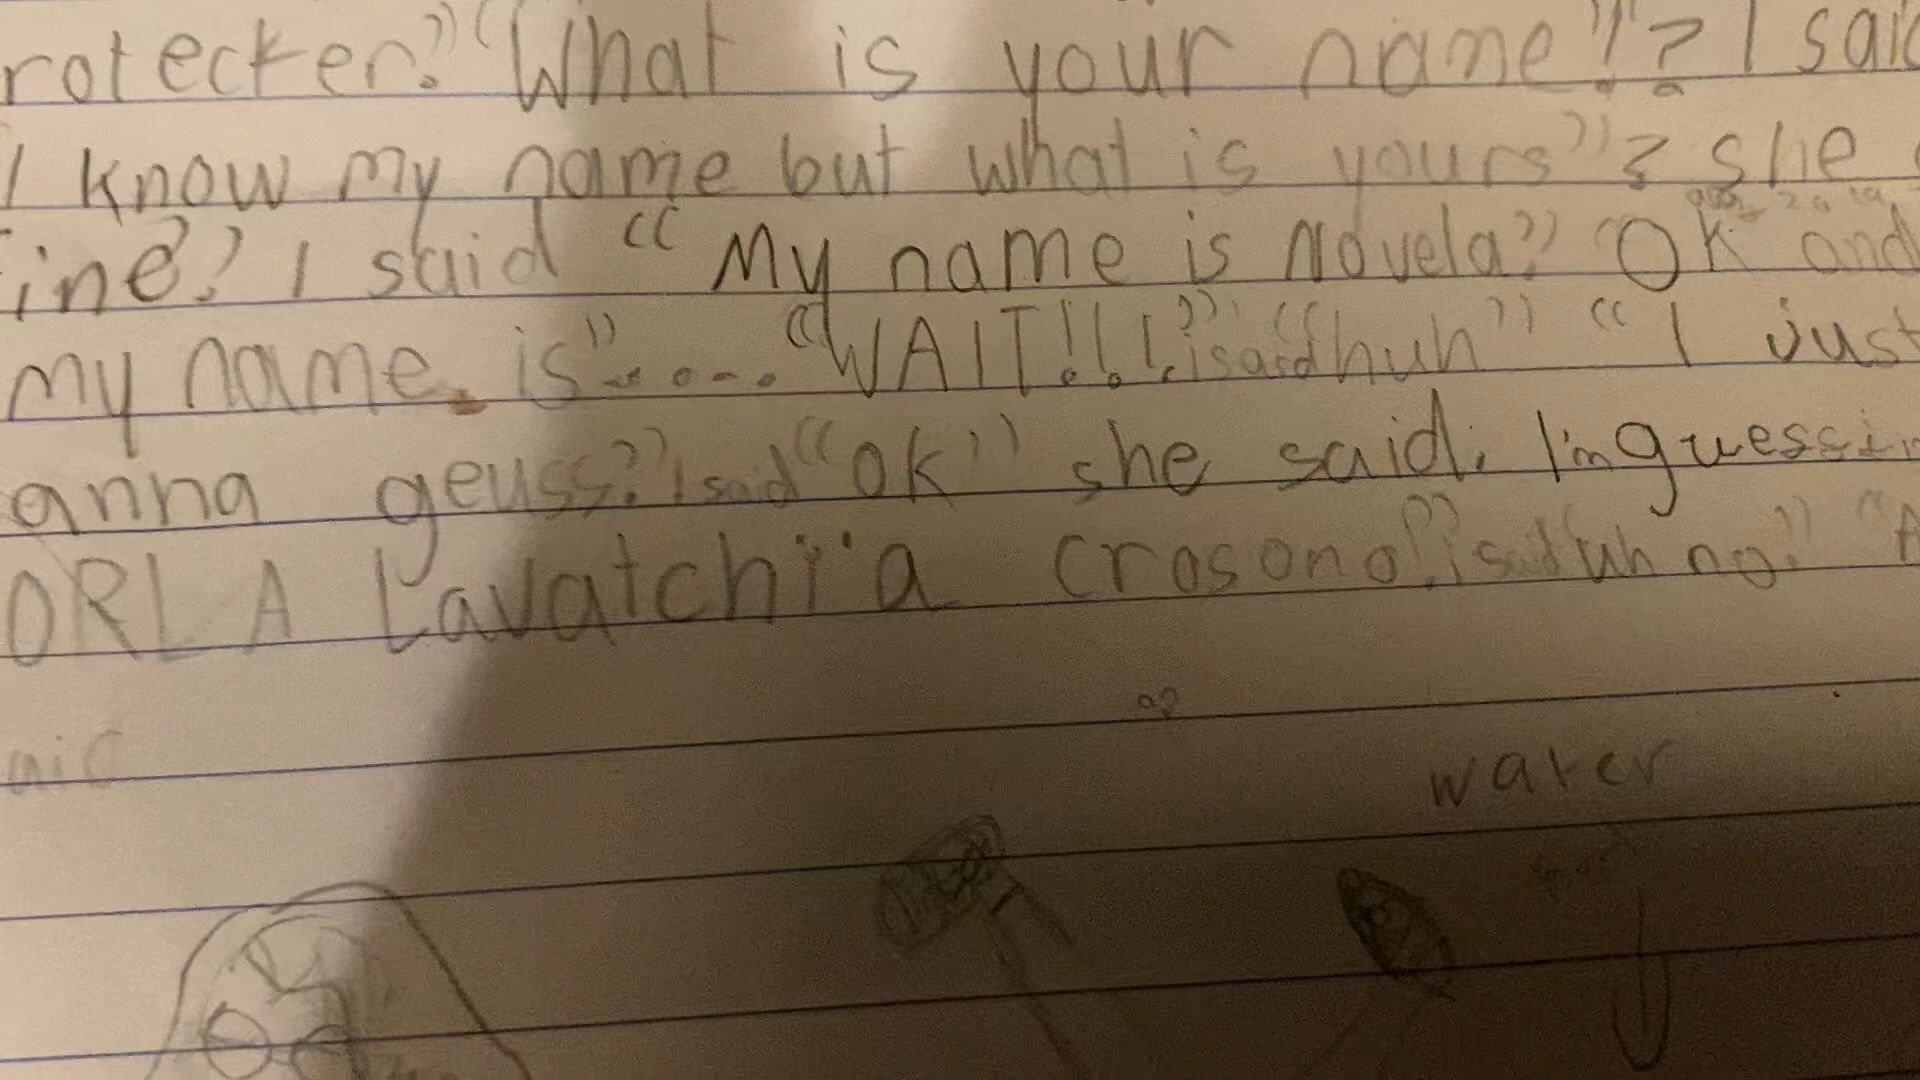 rotecker." "What is your name"!? I said
I know my name but what is yours"? she
ine? I said "My name is Novela." "OK and
my name is"..... "WAIT!!!" i said "huh" "I just
anna geuss." I said "OK" she said. I'm guessin
ORLA Lavatchi'a crosono!" i said "uh no." "A
nic
water